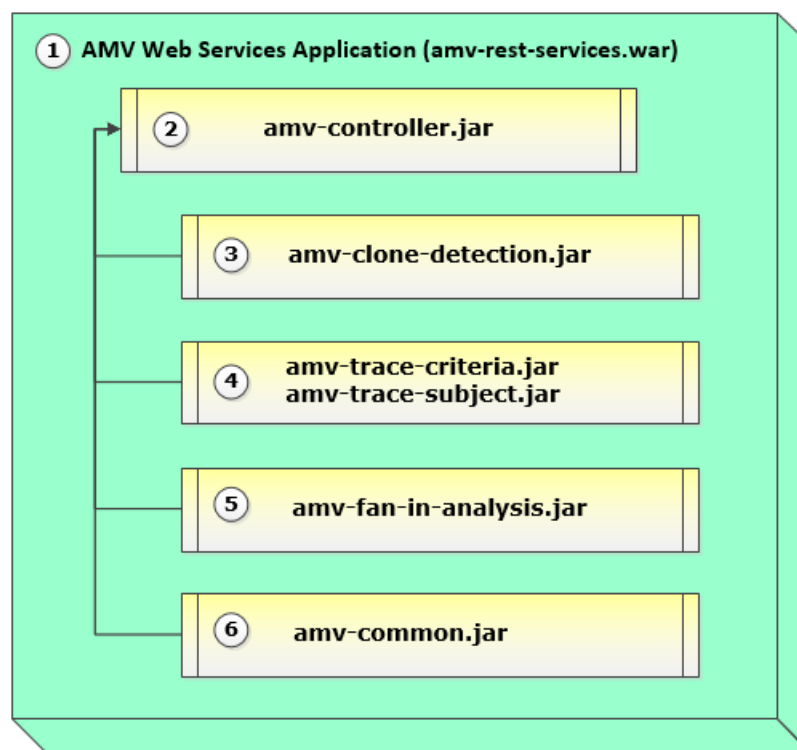 1 AMV Web Services Application (amv-rest-services.war)
2 amv-controller.jar
3 amv-clone-detection.jar
4 amv-trace-criteria.jar
amv-trace-subject.jar
5 amv-fan-in-analysis.jar
6 amv-common.jar